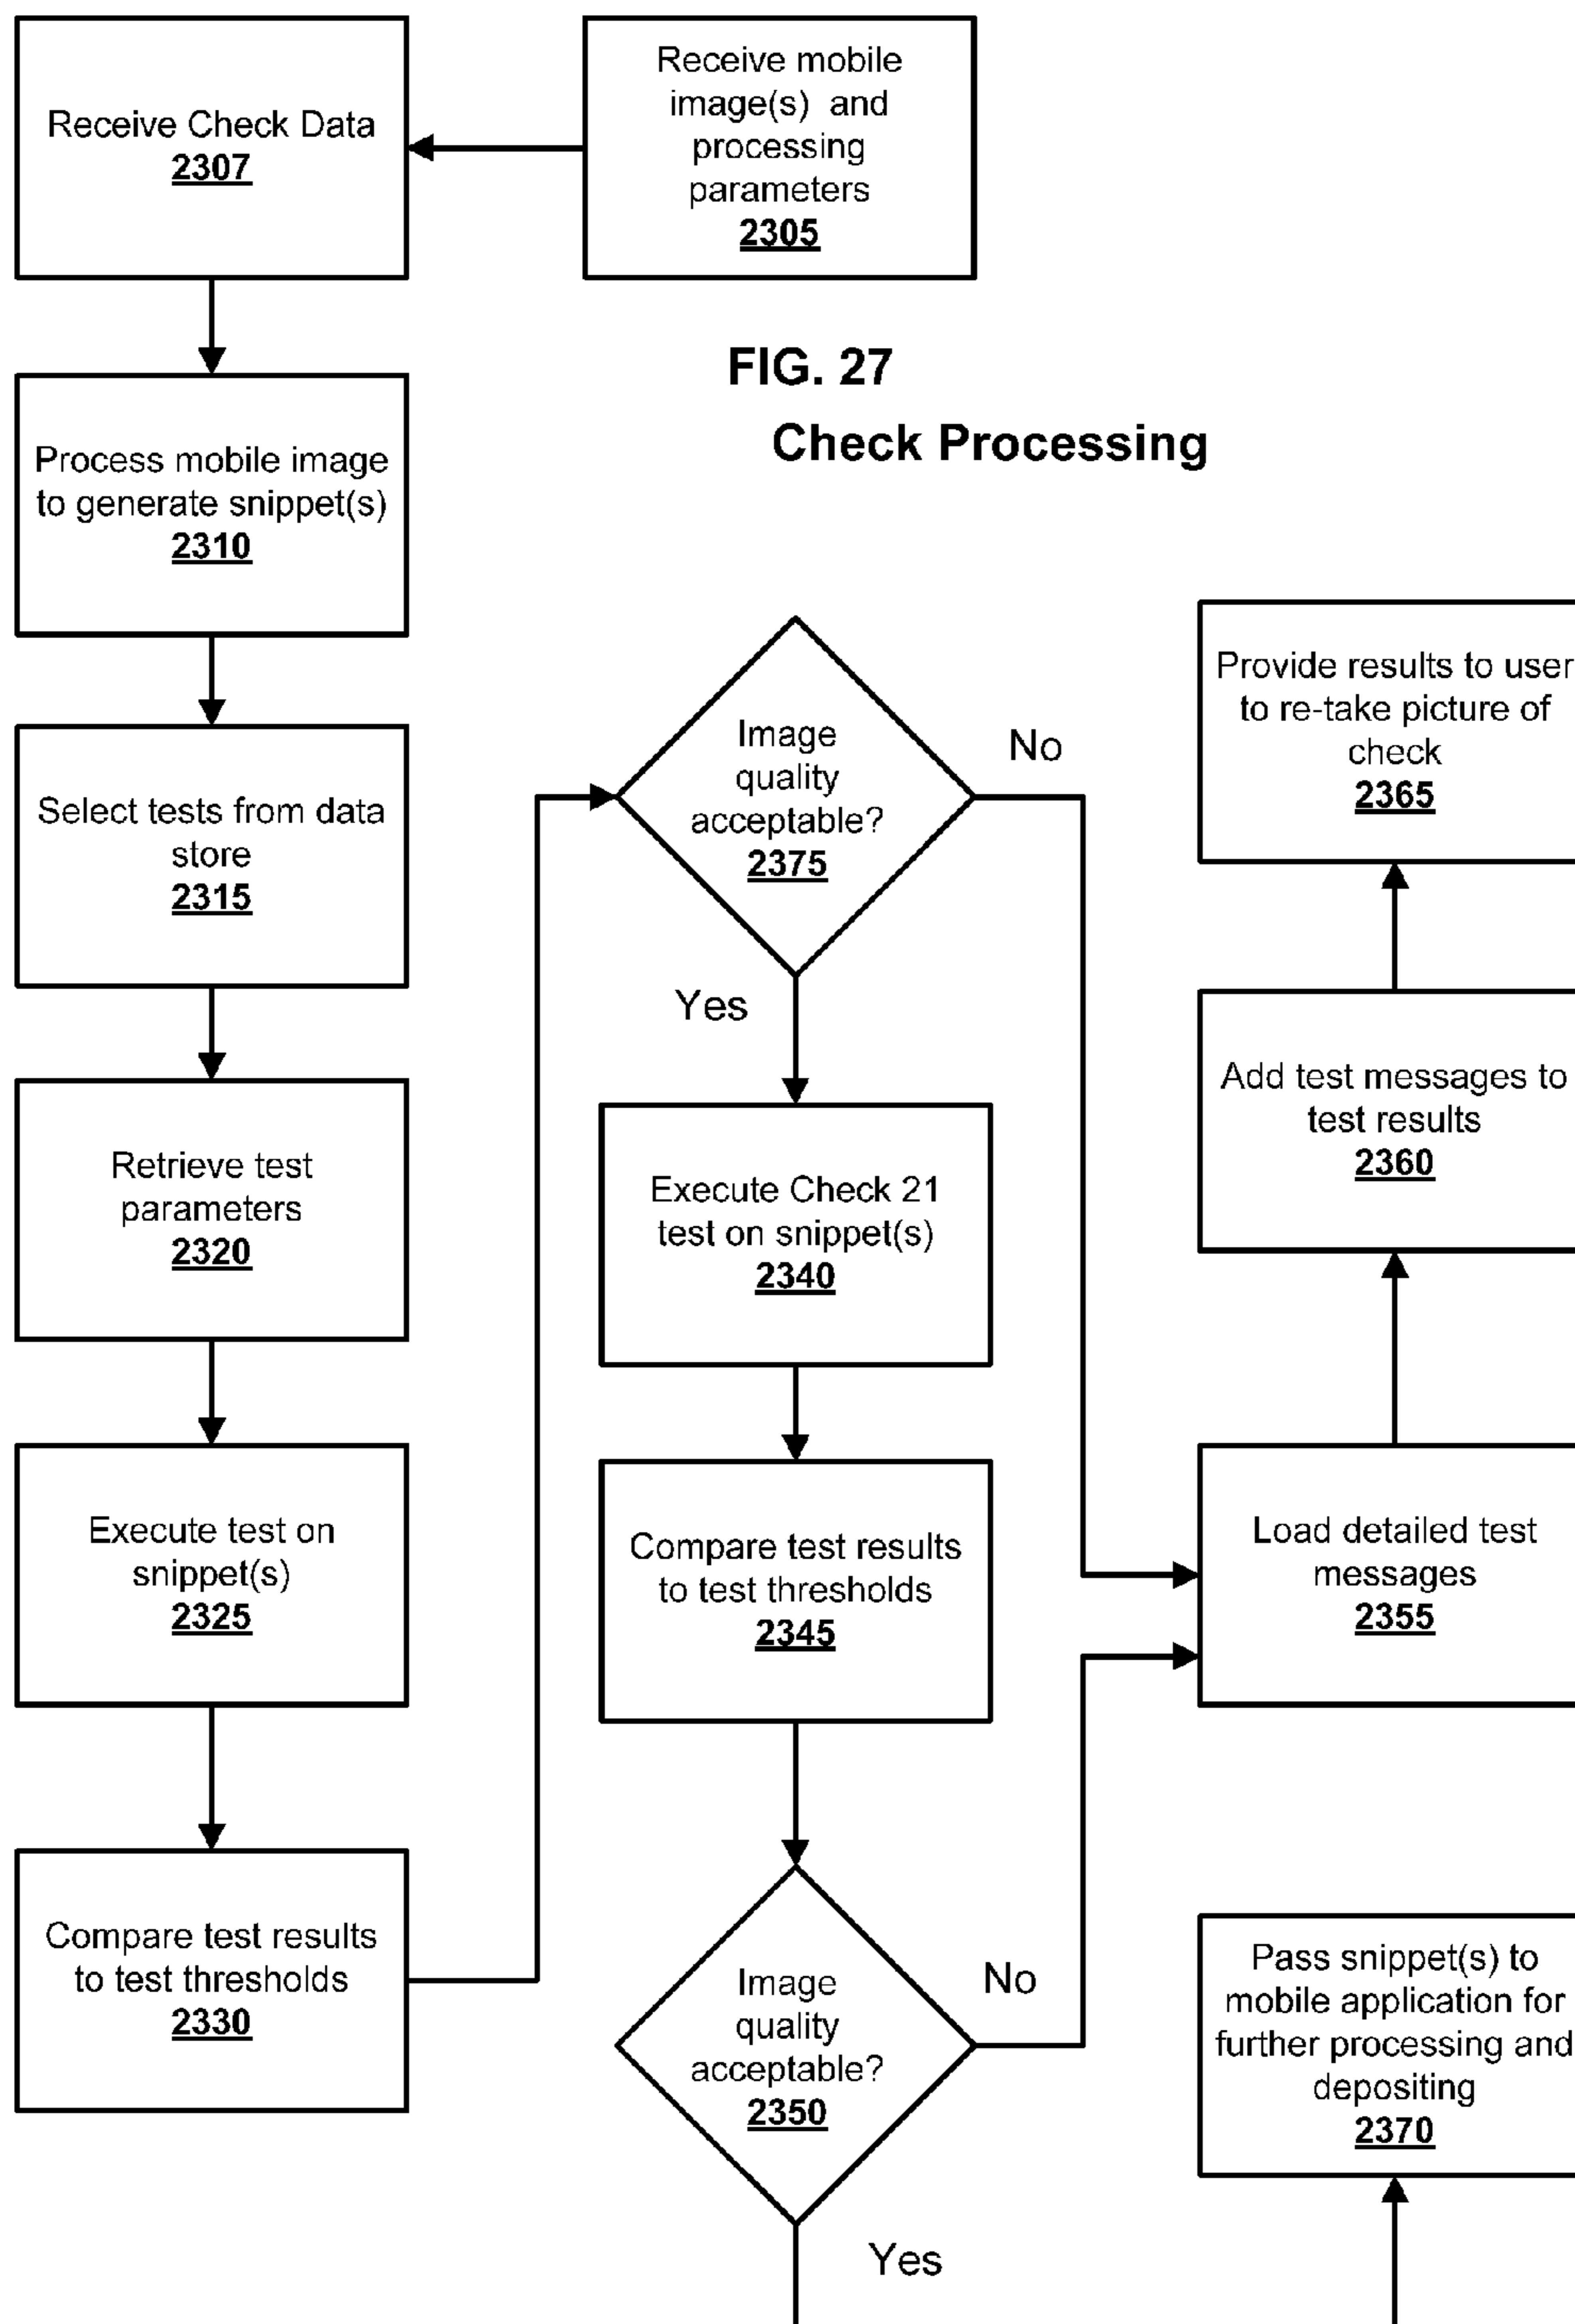 Receive Check Data
2307
Receive mobile
image(s) and
processing
parameters
2305
FIG. 27
Check Processing
Process mobile image
to generate snippet(s)
2310
Select tests from data
store
2315
Retrieve test
parameters
2320
Execute test on
snippet(s)
2325
Compare test results
to test thresholds
2330
Image
quality
acceptable?
2375
No
Yes
Execute Check 21
test on snippet(s)
2340
Compare test results
to test thresholds
2345
Image
quality
acceptable?
2350
No
Yes
Provide results to user
to re-take picture of
check
2365
Add test messages to
test results
2360
Load detailed test
messages
2355
Pass snippet(s) to
mobile application for
further processing and
depositing
2370